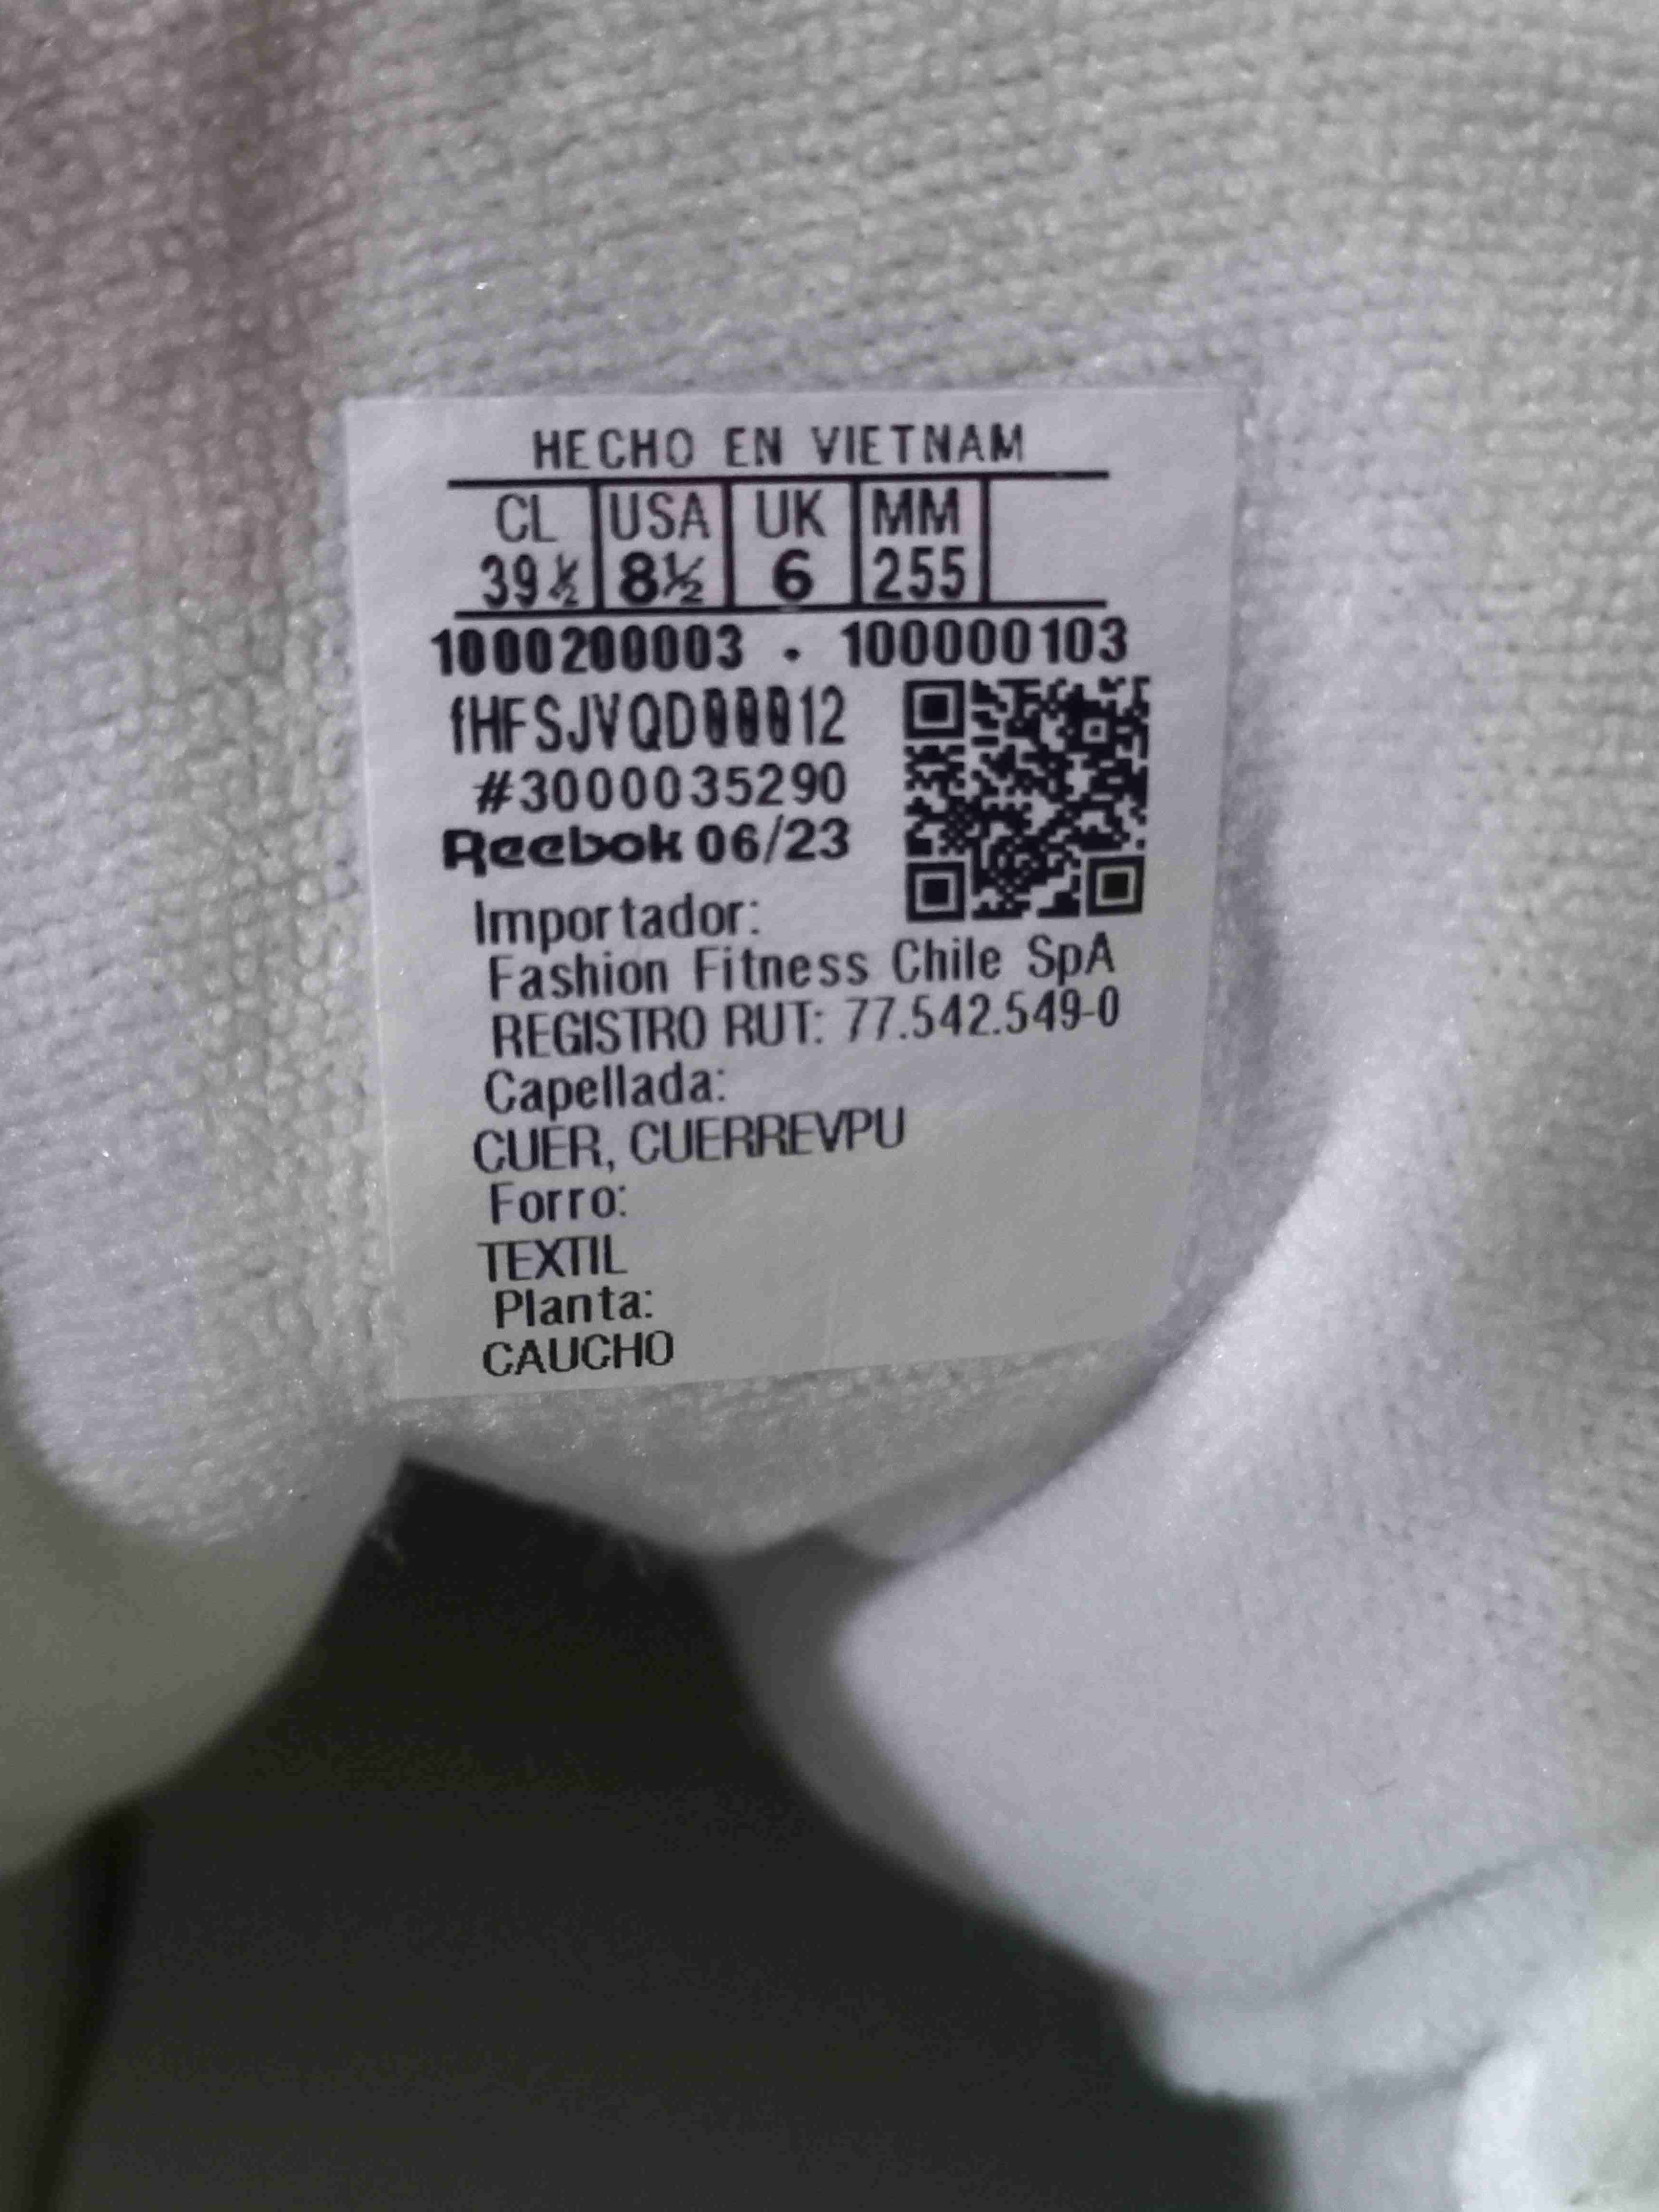 HECHO EN VIETNAM
CL USA UK MM
39½ 8½ 6 255
1000200003 · 100000103
fHFSJVQD00012
#3000035290
Reebok 06/23
Importador:
Fashion Fitness Chile SpA
REGISTRO RUT: 77.542.549-0
Capellada:
CUER, CUERREVPU
Forro:
TEXTIL
Planta:
CAUCHO